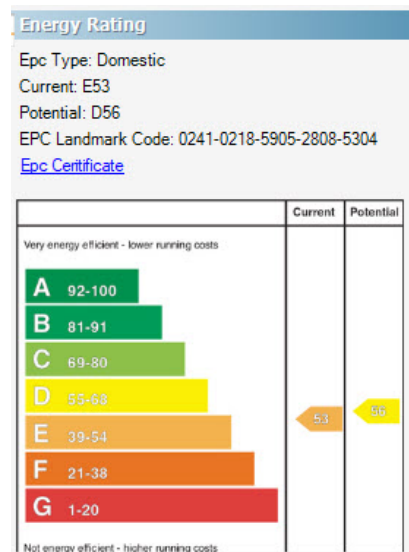 Energy Rating
Epc Type: Domestic
Current: E53
Potential: D56
EPC Landmark Code: 0241-0218-5905-2808-5304
Epc Ceritificate
Current Potential
Very energy efficient - lower running costs
A 92-100
B 81-91
C 69-80
D 55-68
E 39-54
53
56
F 21-38
G 1-20
Not energy efficient - higher running costs